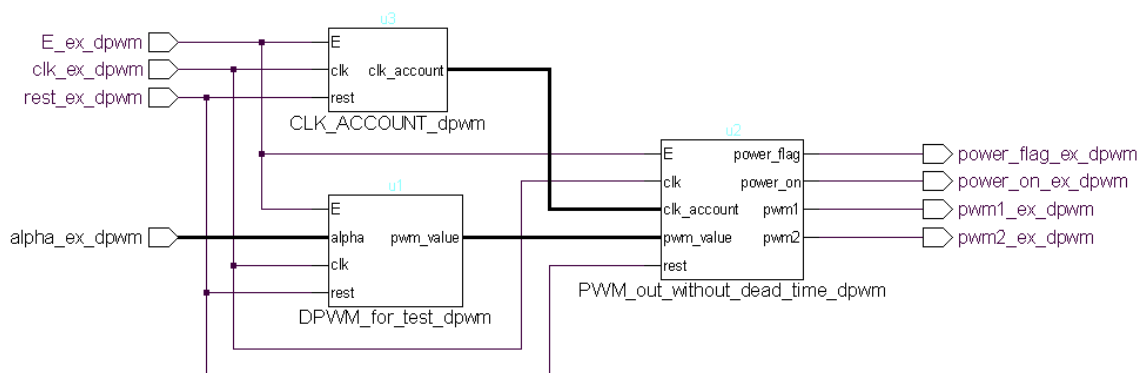 u3
E_ex_dpwm
E
clk_ex_dpwm
clk
clk_account
rest_ex_dpwm
rest
CLK_ACCOUNT_dpwm
u2
E
power_flag
power_flag_ex_dpwm
clk
power_on
power_on_ex_dpwm
u1
E
clk_account
pwm1
pwm1_ex_dpwm
alpha_ex_dpwm
alpha
pwm_value
pwm_value
pwm2
pwm2_ex_dpwm
clk
rest
rest
PWM_out_without_dead_time_dpwm
DPWM_for_test_dpwm